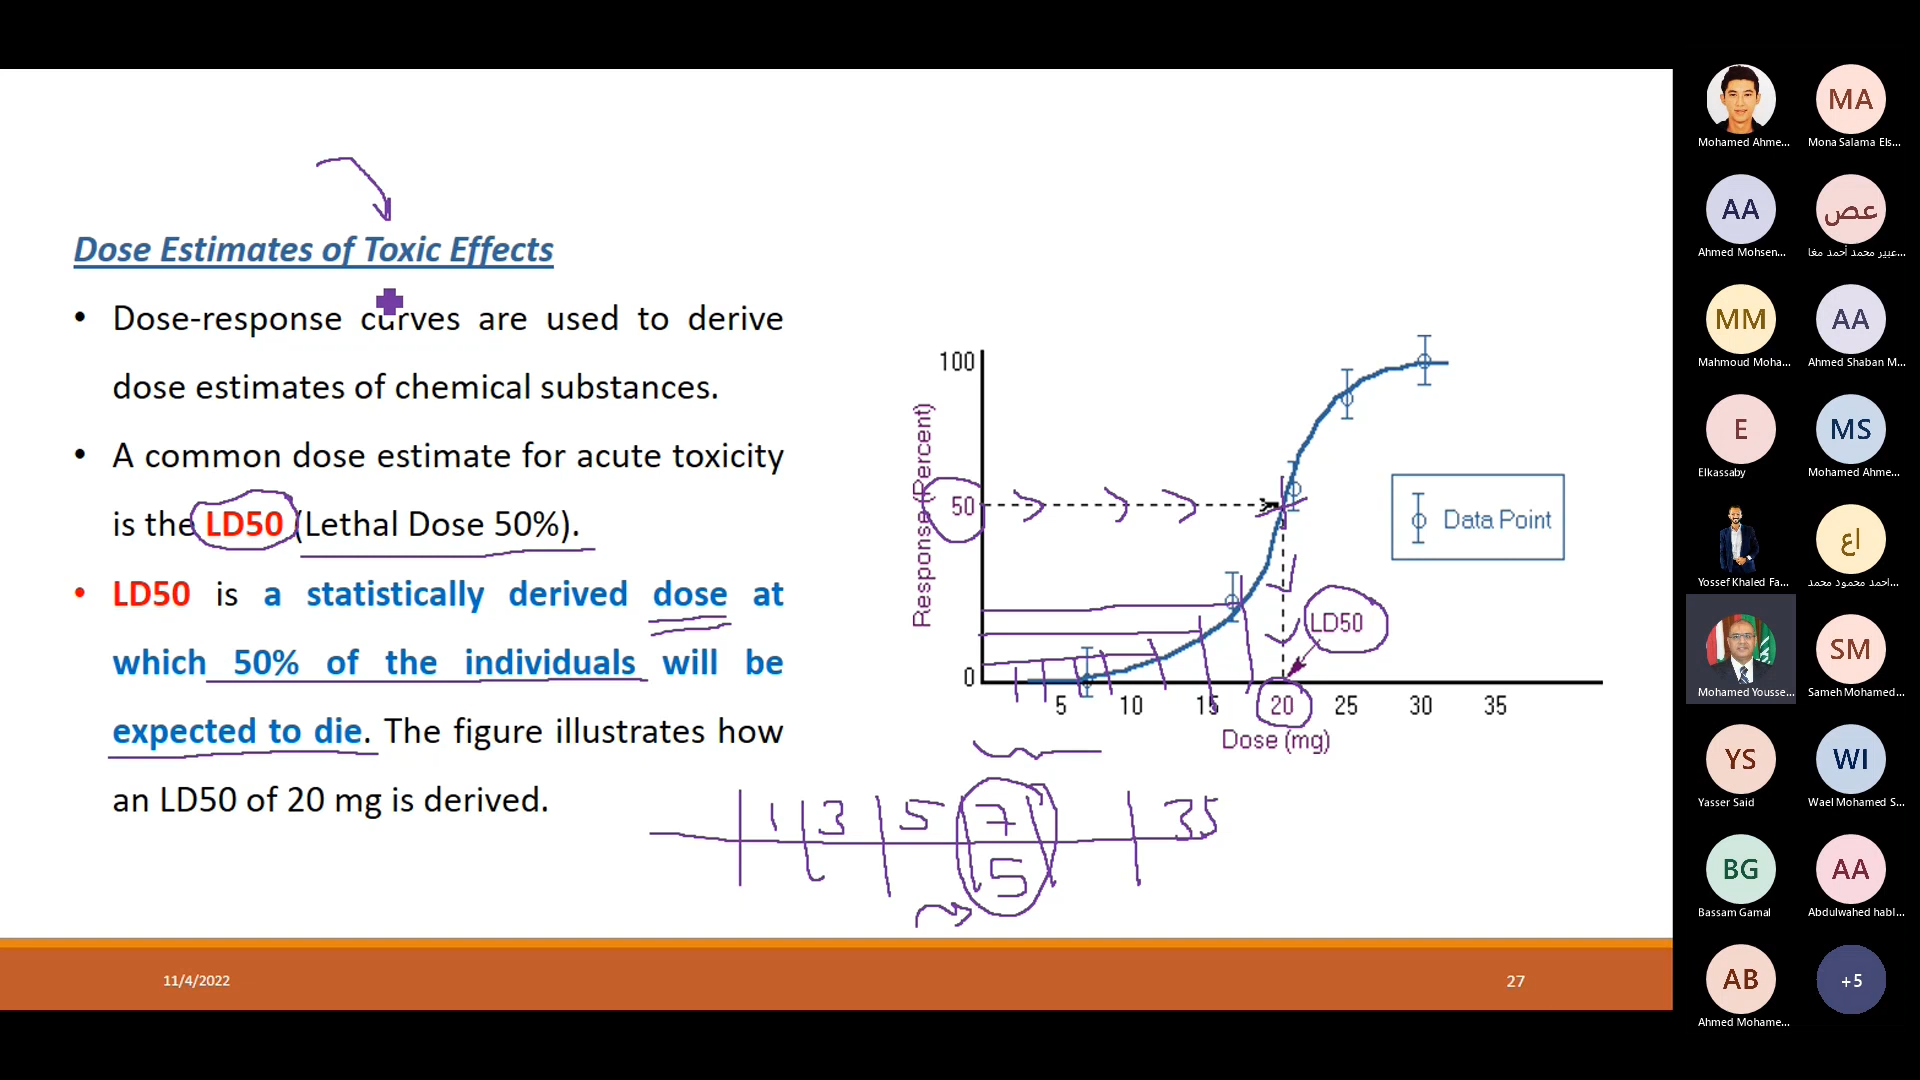 Dose Estimates of Toxic Effects
• Dose-response curves are used to derive
dose estimates of chemical substances.
• A common dose estimate for acute toxicity
is the LD50 (Lethal Dose 50%).
• LD50 is a statistically derived dose at
which 50% of the individuals will be
expected to die. The figure illustrates how
an LD50 of 20 mg is derived.
Response (Percent)
100
50
0
Data Point
LD50
5 10 15 20 25 30 35
Dose (mg)
1 3 5 7 35
5
11/4/2022
27
Mohamed Ahme...
MA
Mona Salama Els...
AA
Ahmed Mohsen...
عص
عبير محمد أحمد مغا...
MM
Mahmoud Moha...
AA
Ahmed Shaban M...
E
Elkassaby
MS
Mohamed Ahme...
Yossef Khaled Fa...
اع
احمد محمود محمد...
Mohamed Yousse...
SM
Sameh Mohamed...
YS
Yasser Said
WI
Wael Mohamed S...
BG
Bassam Gamal
AA
Abdulwahed habl...
AB
Ahmed Mohame...
+5